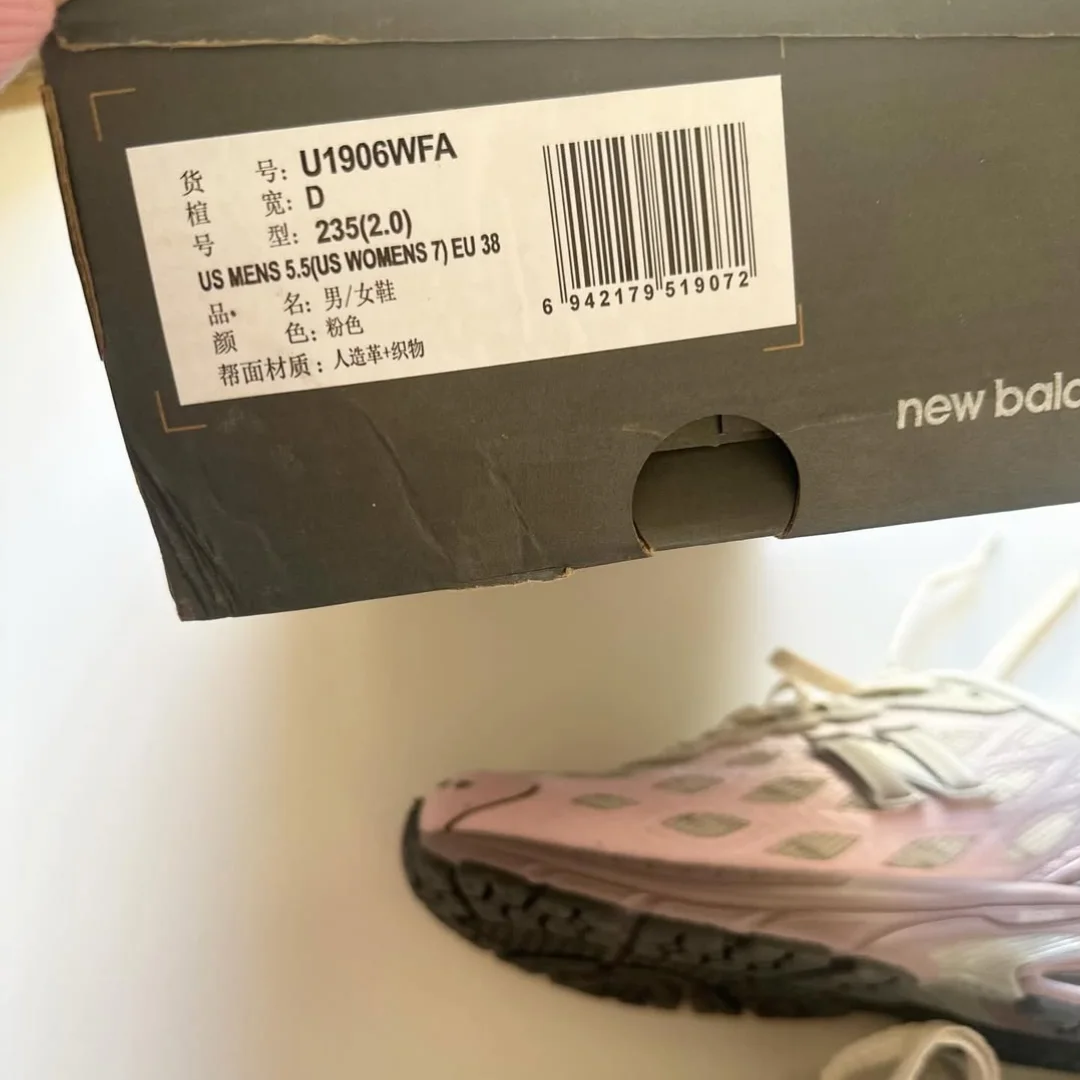 货 号: U1906WFA
楦 宽: D
号 型: 235(2.0)
US MENS 5.5(US WOMENS 7) EU 38
品. 名: 男/女鞋
颜 色: 粉色
帮面材质: 人造革+织物
6 942179 519072
new bala